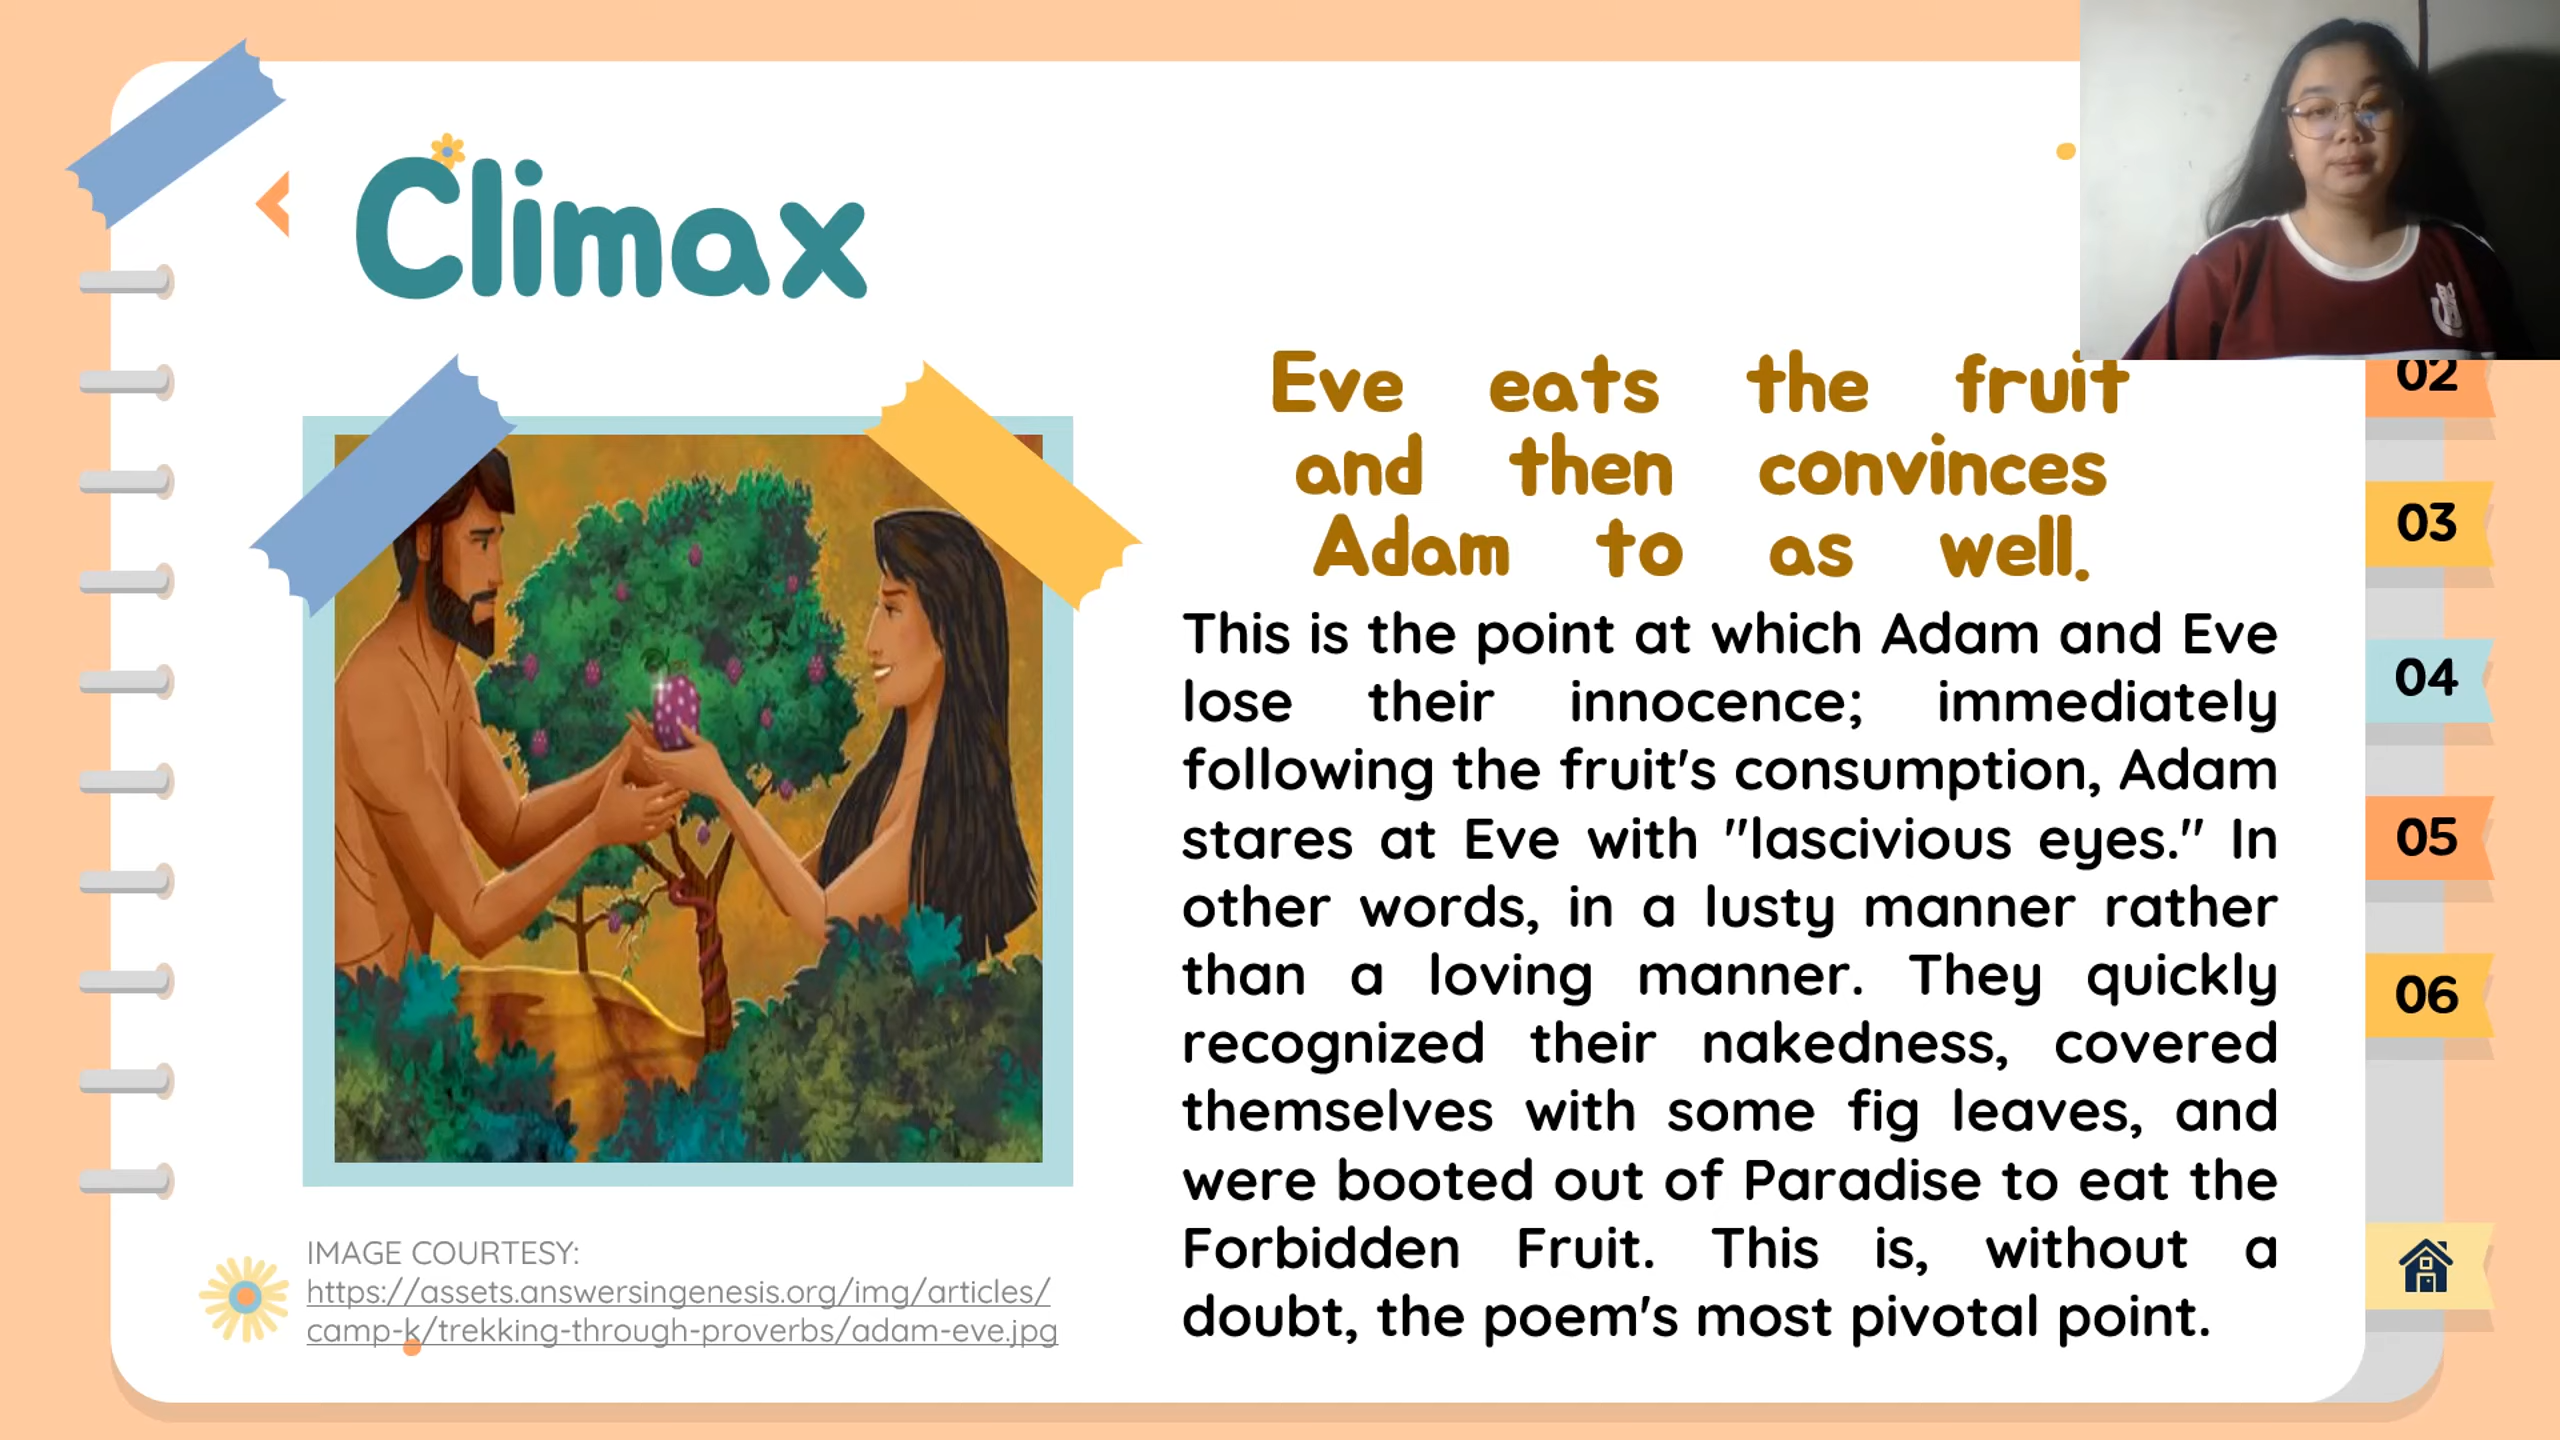 Climax
Eve eats the fruit
and then convinces
Adam to as well.
This is the point at which Adam and Eve
lose their innocence; immediately
following the fruit's consumption, Adam
stares at Eve with "lascivious eyes." In
other words, in a lusty manner rather
than a loving manner. They quickly
recognized their nakedness, covered
themselves with some fig leaves, and
were booted out of Paradise to eat the
Forbidden Fruit. This is, without a
doubt, the poem's most pivotal point.
IMAGE COURTESY:
https://assets.answersingenesis.org/img/articles/
camp-k/trekking-through-proverbs/adam-eve.jpg
02
03
04
05
06